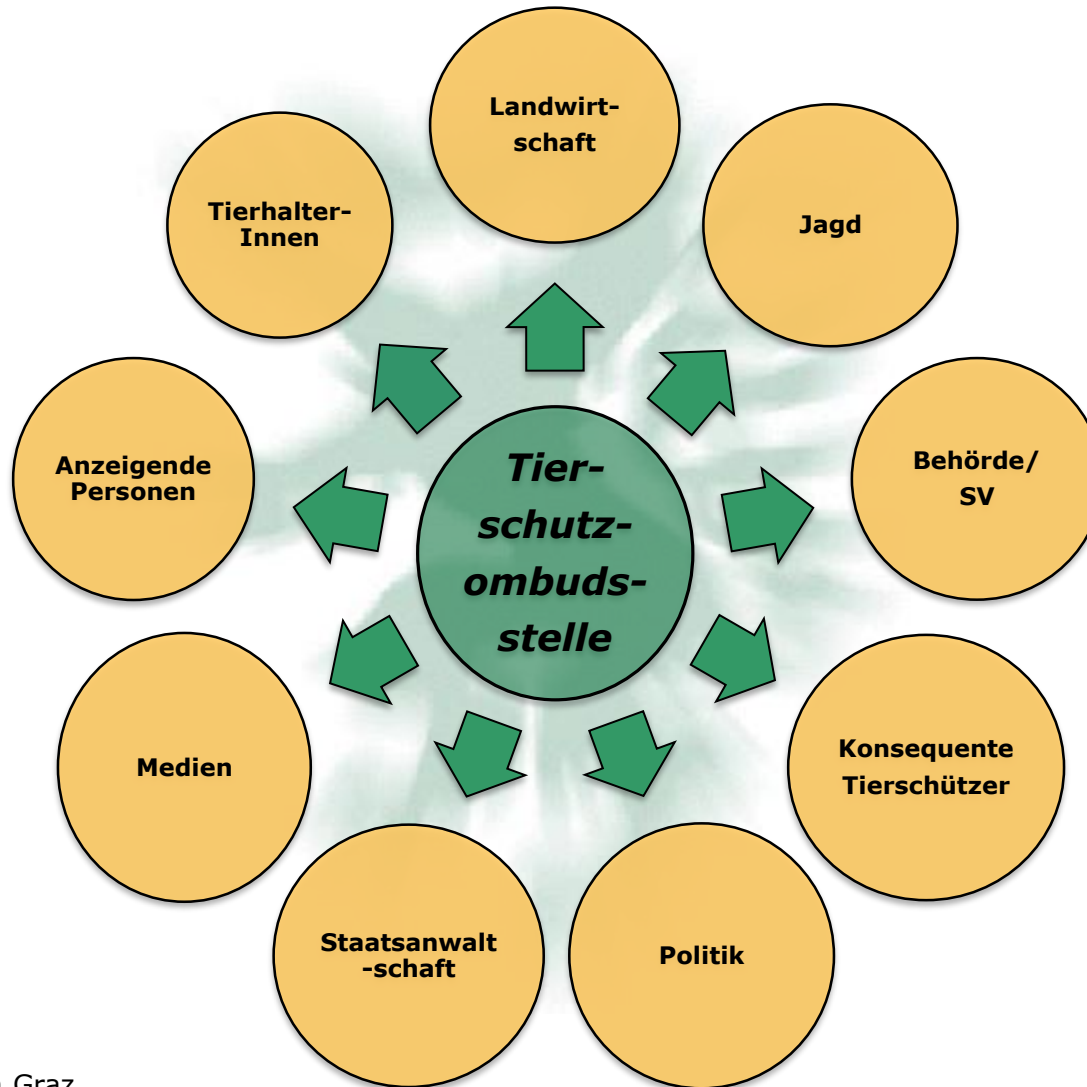 Landwirt-
schaft
Jagd
Tierhalter-
Innen
Behörde/
SV
Anzeigende
Personen
Tier-
schutz-
ombuds-
stelle
Konsequente
Tierschützer
Medien
Staatsanwalt
-schaft
Politik
Graz